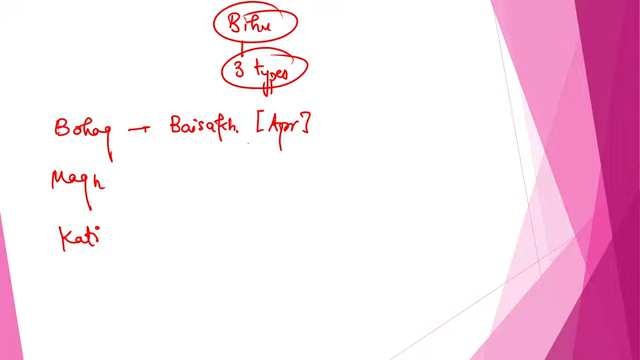 Bihu
3 types
Bohag → Baisakh [Apr]
Magh
Kati